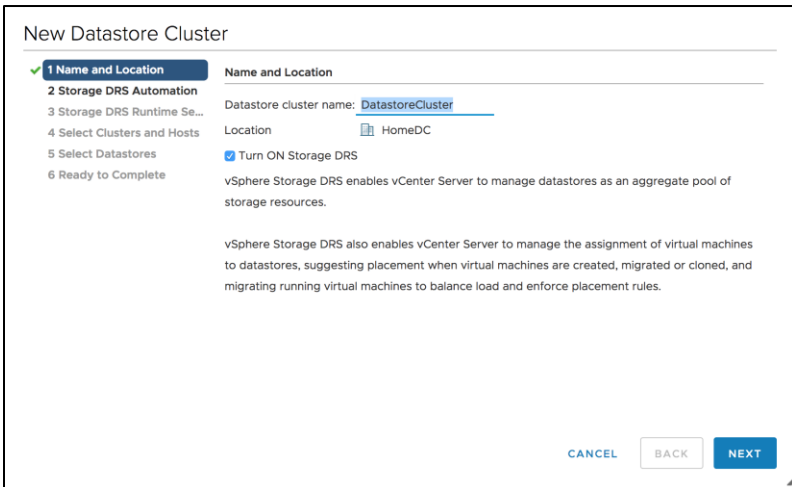 New Datastore Cluster
1 Name and Location
2 Storage DRS Automation
3 Storage DRS Runtime Se...
4 Select Clusters and Hosts
5 Select Datastores
6 Ready to Complete
Name and Location
Datastore cluster name: DatastoreCluster
Location HomeDC
Turn ON Storage DRS
vSphere Storage DRS enables vCenter Server to manage datastores as an aggregate pool of
storage resources.
vSphere Storage DRS also enables vCenter Server to manage the assignment of virtual machines
to datastores, suggesting placement when virtual machines are created, migrated or cloned, and
migrating running virtual machines to balance load and enforce placement rules.
CANCEL BACK NEXT